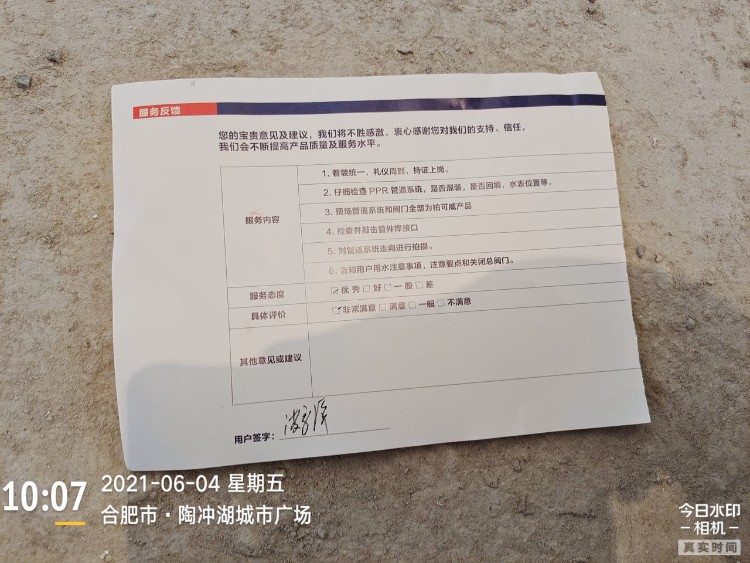 服务反馈
您的宝贵意见及建议，我们将不胜感激，衷心感谢您对我们的支持、信任。
我们会不断提高产品质量及服务水平。
服务内容
1. 着装统一，礼仪周到，持证上岗。
2. 仔细检查 PPR 管道系统，是否混装，是否回填，水表位置等。
3. 现场管道系统和阀门全部为帕可威产品
4. 检查并敲击管件焊接口
5. 对管道系统走向进行拍摄。
6. 告知用户用水注意事项，注意要点和关闭总阀门。
服务态度
☑优 秀 ☐好 ☐一 般 ☐差
具体评价
☑非常满意 ☐ 满意 ☐一般 ☐ 不满意
其他意见或建议
用户签字：
10:07
2021-06-04 星期五
合肥市·陶冲湖城市广场
今日水印
-相机-
真实时间